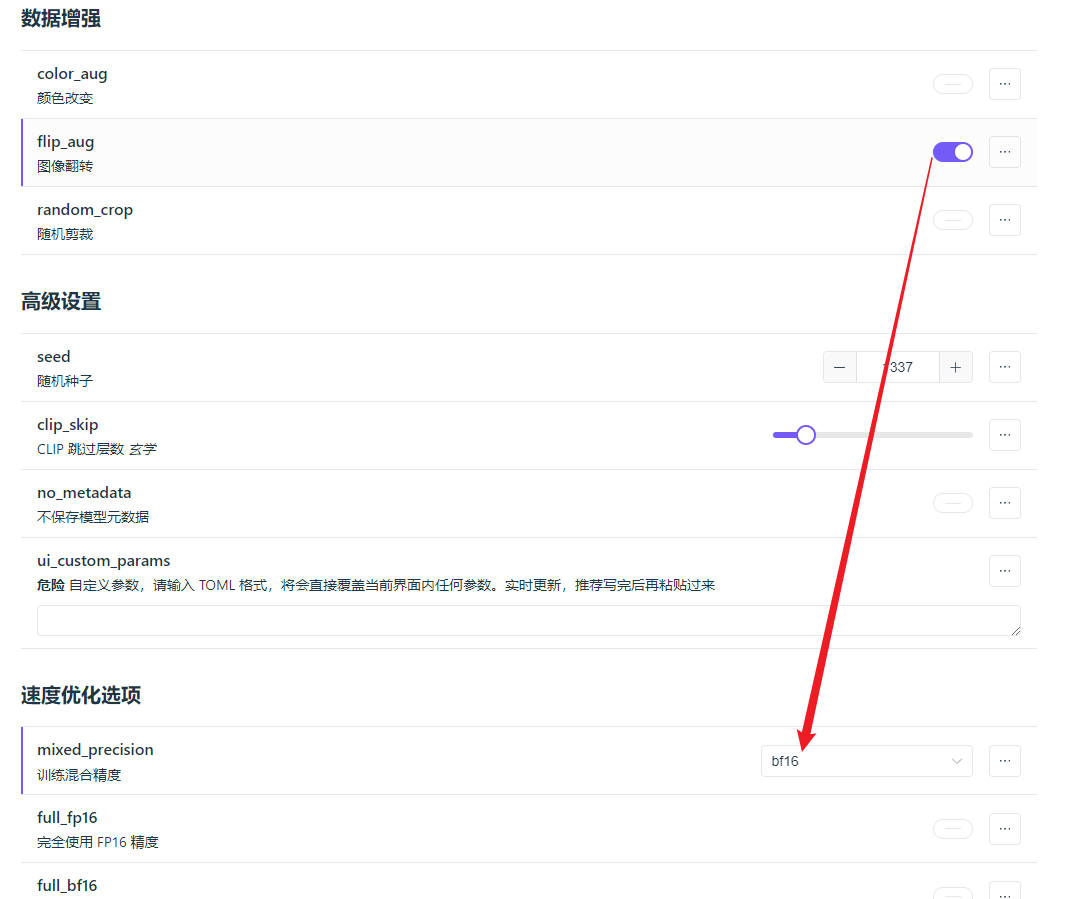 数据增强
color_aug
颜色改变
flip_aug
图像翻转
random_crop
随机剪裁
高级设置
seed
随机种子
1337
clip_skip
CLIP 跳过层数 玄学
no_metadata
不保存模型元数据
ui_custom_params
危险 自定义参数，请输入 TOML 格式，将会直接覆盖当前界面内任何参数。实时更新，推荐写完后再粘贴过来
速度优化选项
mixed_precision
训练混合精度
bf16
full_fp16
完全使用 FP16 精度
full_bf16